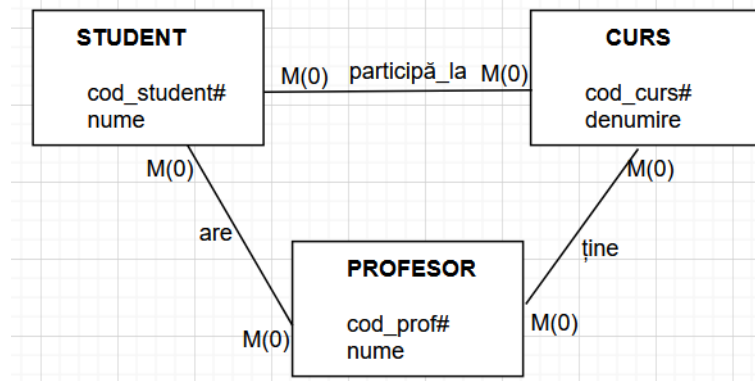 STUDENT
cod_student#
nume
M(0) participă_la M(0)
CURS
cod_curs#
denumire
M(0)
are
M(0)
PROFESOR
cod_prof#
nume
M(0)
ține
M(0)